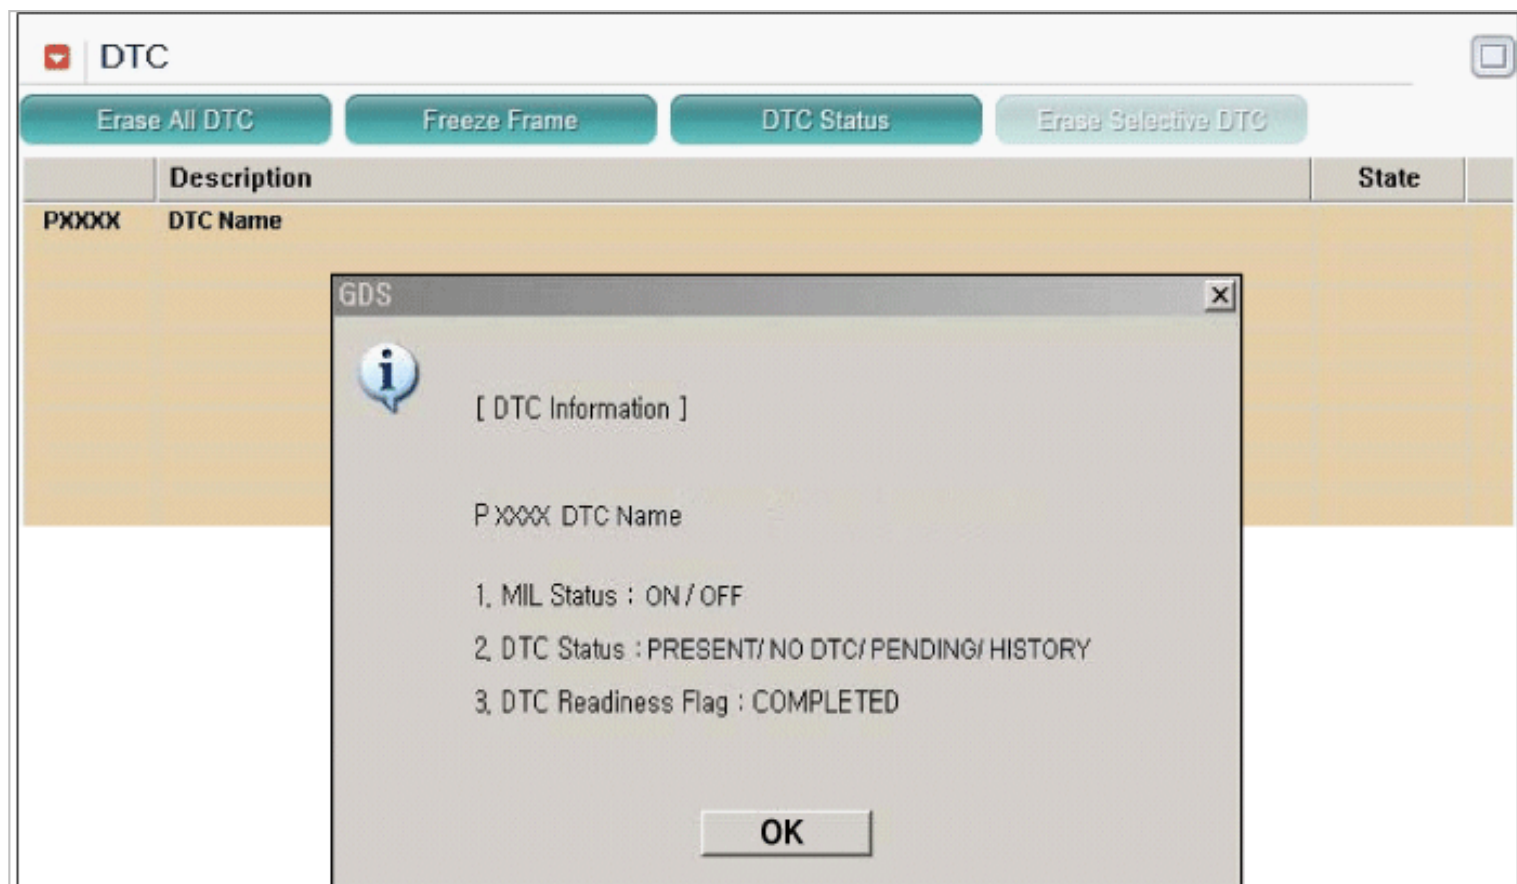 DTC
Erase All DTC Freeze Frame DTC Status Erase Selective DTC
Description State
PXXXX DTC Name
GDS
[ DTC Information ]
PXXXX DTC Name
1. MIL Status : ON / OFF
2. DTC Status : PRESENT/ NO DTC/ PENDING/ HISTORY
3. DTC Readiness Flag : COMPLETED
OK